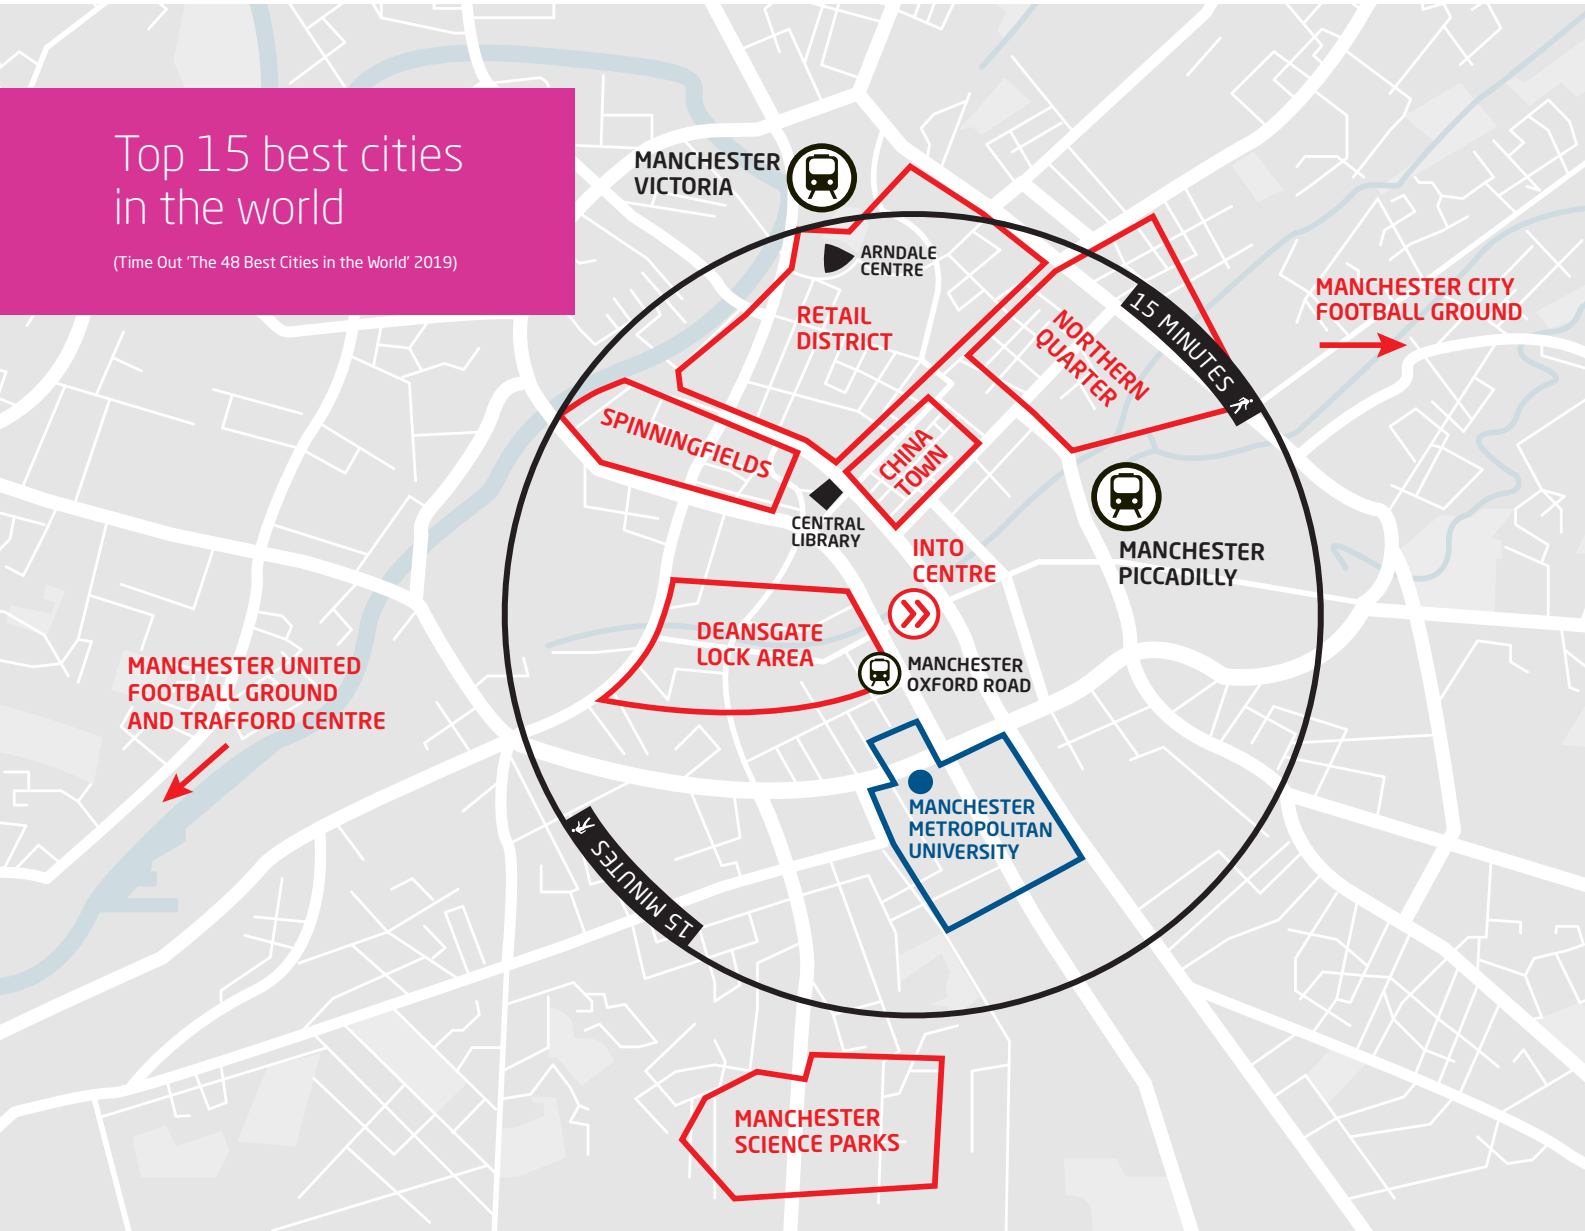 Top 15 best cities
in the world
(Time Out ‘The 48 Best Cities in the World’ 2019)
MANCHESTER
VICTORIA
ARNDALE
CENTRE
RETAIL
DISTRICT
NORTHERN
QUARTER
15 MINUTES
MANCHESTER CITY
FOOTBALL GROUND
SPINNINGFIELDS
CHINA
TOWN
CENTRAL
LIBRARY
INTO
CENTRE
MANCHESTER
PICCADILLY
DEANSGATE
LOCK AREA
MANCHESTER
OXFORD ROAD
MANCHESTER UNITED
FOOTBALL GROUND
AND TRAFFORD CENTRE
MANCHESTER
METROPOLITAN
UNIVERSITY
15 MINUTES
MANCHESTER
SCIENCE PARKS